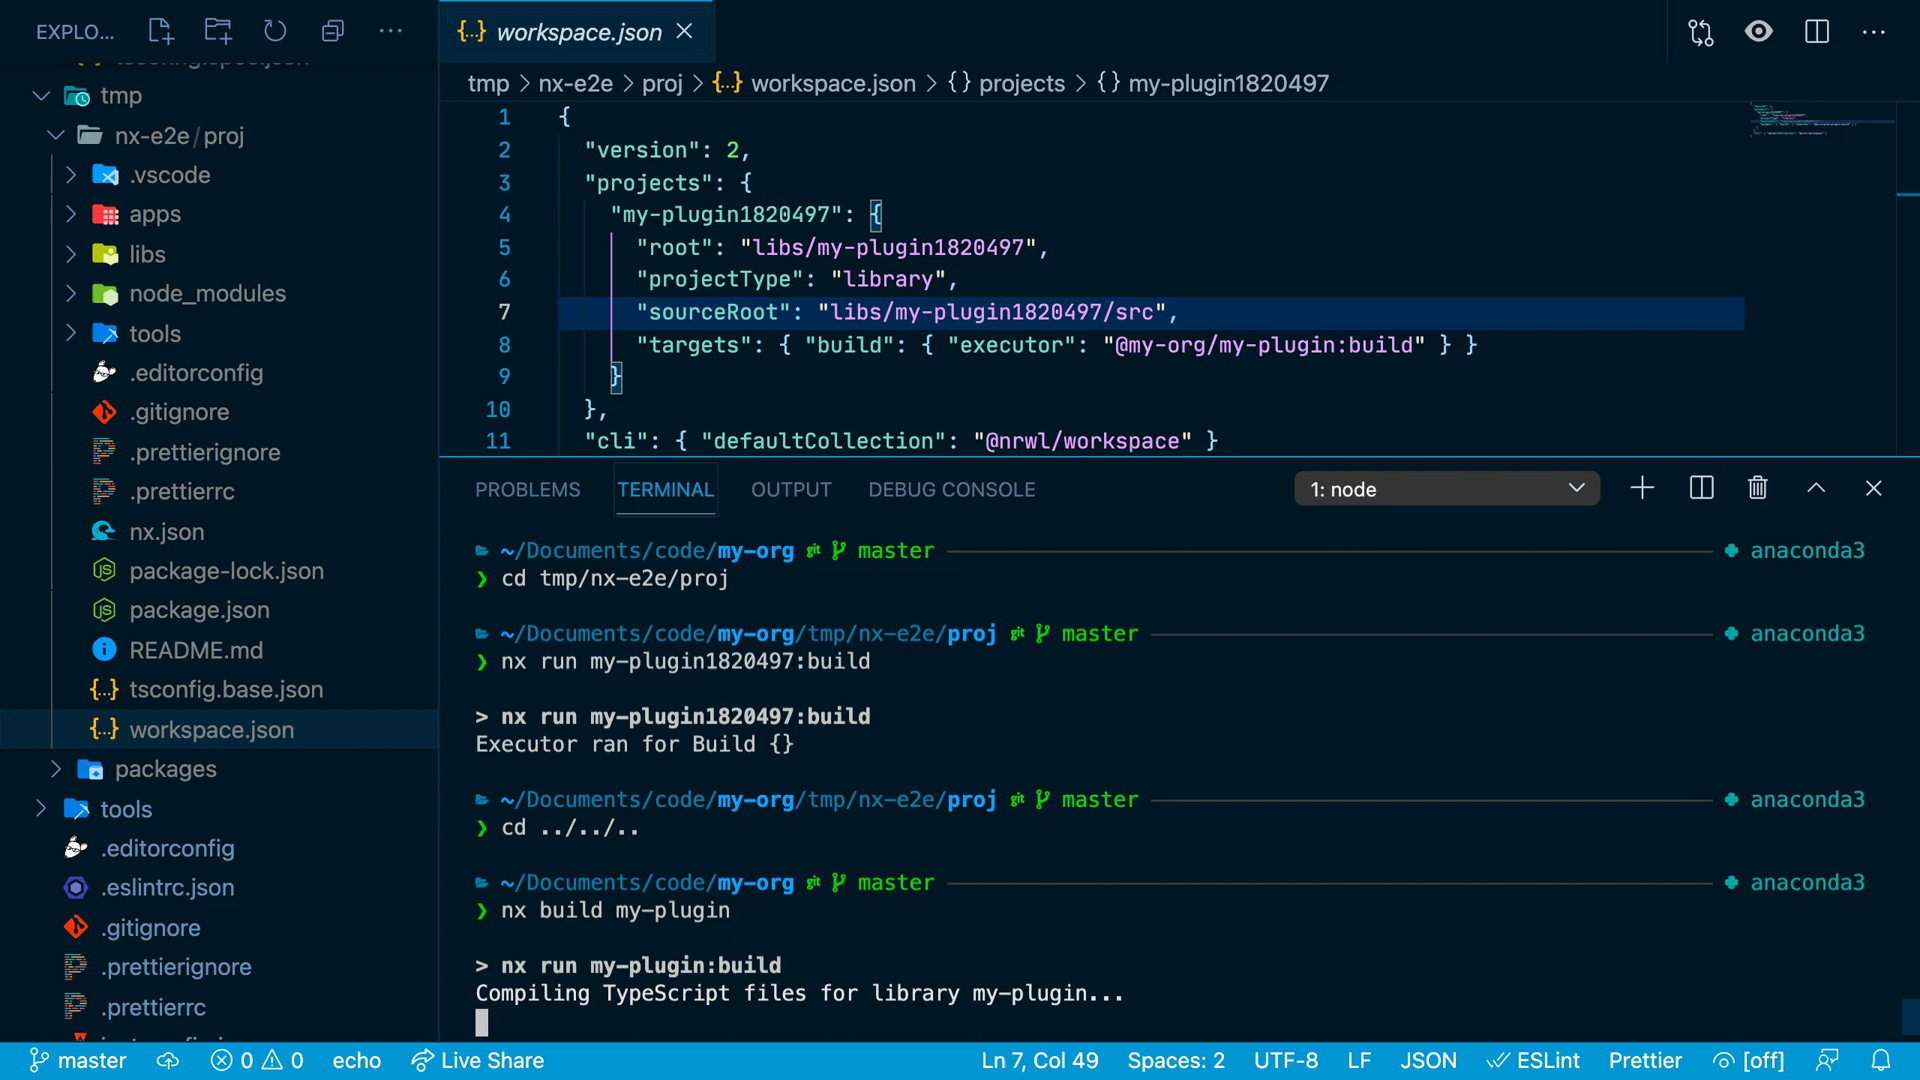 EXPLO...
tmp
nx-e2e / proj
.vscode
apps
libs
node_modules
tools
.editorconfig
.gitignore
.prettierignore
.prettierrc
nx.json
package-lock.json
package.json
README.md
tsconfig.base.json
workspace.json
packages
tools
.editorconfig
.eslintrc.json
.gitignore
.prettierignore
.prettierrc
{..} workspace.json
tmp > nx-e2e > proj > {..} workspace.json > {} projects > {} my-plugin1820497
1 {
2 "version": 2,
3 "projects": {
4 "my-plugin1820497": {
5 "root": "libs/my-plugin1820497",
6 "projectType": "library",
7 "sourceRoot": "libs/my-plugin1820497/src",
8 "targets": { "build": { "executor": "@my-org/my-plugin:build" } }
9 }
10 },
11 "cli": { "defaultCollection": "@nrwl/workspace" }
PROBLEMS TERMINAL OUTPUT DEBUG CONSOLE 1: node
~/Documents/code/my-org git master anaconda3
❯ cd tmp/nx-e2e/proj
~/Documents/code/my-org/tmp/nx-e2e/proj git master anaconda3
❯ nx run my-plugin1820497:build
> nx run my-plugin1820497:build
Executor ran for Build {}
~/Documents/code/my-org/tmp/nx-e2e/proj git master anaconda3
❯ cd ../../..
~/Documents/code/my-org git master anaconda3
❯ nx build my-plugin
> nx run my-plugin:build
Compiling TypeScript files for library my-plugin...
master 0 0 echo Live Share Ln 7, Col 49 Spaces: 2 UTF-8 LF JSON ESLint Prettier [off]